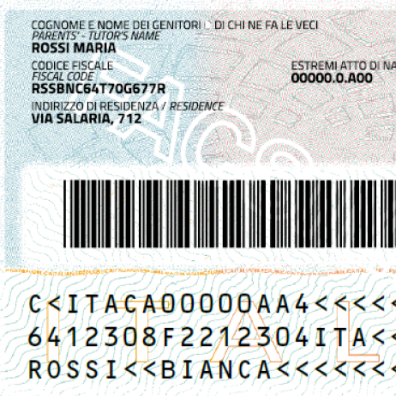 COGNOME E NOME DEI GENITORI O DI CHI NE FA LE VECI
PARENTS' - TUTOR'S NAME
ROSSI MARIA
CODICE FISCALE
FISCAL CODE
RSSBNC64T70G677R
ESTREMI ATTO DI NA
00000.0.A00
INDIRIZZO DI RESIDENZA / RESIDENCE
VIA SALARIA, 712
C<ITACA00000AA4<<<<<
6412308F2212304ITA<<
ROSSI<<BIANCA<<<<<<<
ITAL